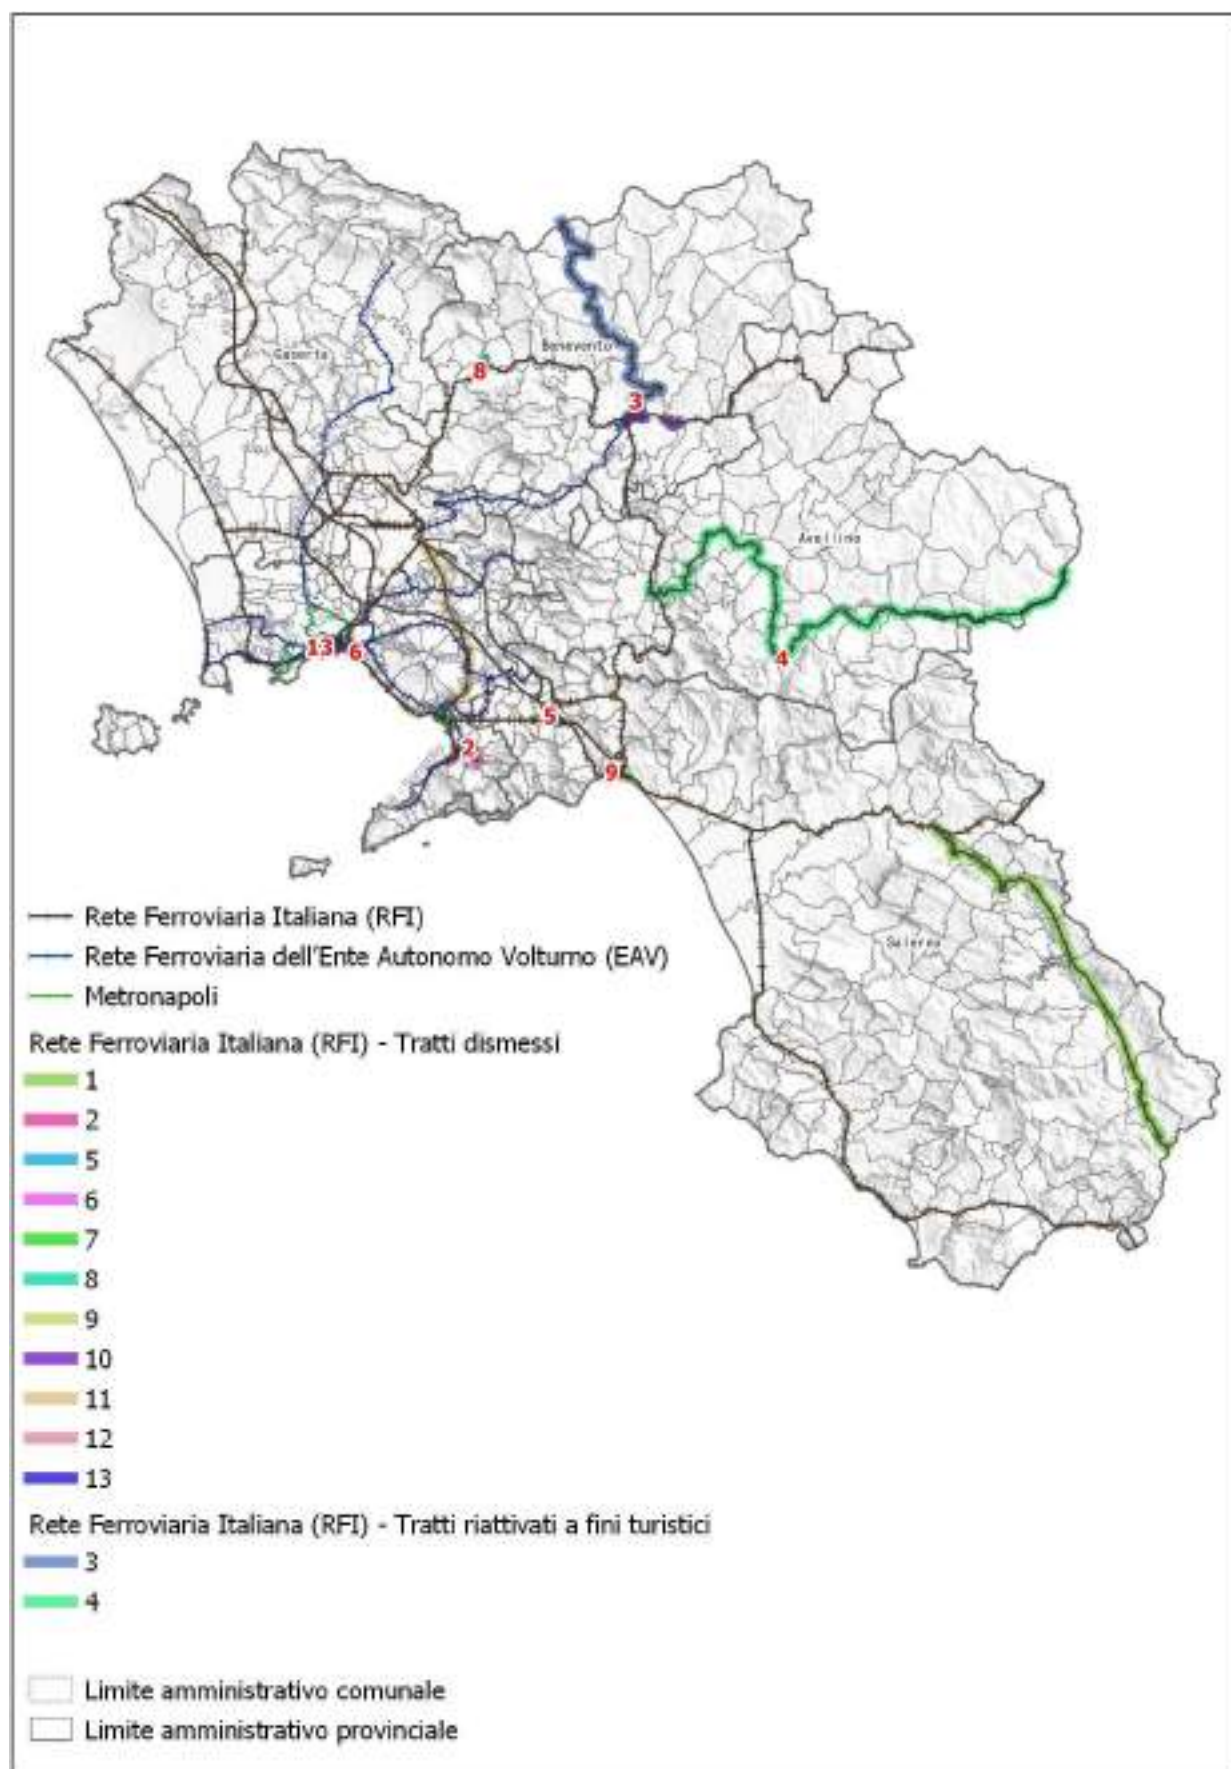 Caserta
Benevento
8
3
Avellino
13
6
4
5
2
9
Salerno
Rete Ferroviaria Italiana (RFI)
Rete Ferroviaria dell'Ente Autonomo Volturno (EAV)
Metronapoli
Rete Ferroviaria Italiana (RFI) - Tratti dismessi
1
2
5
6
7
8
9
10
11
12
13
Rete Ferroviaria Italiana (RFI) - Tratti riattivati a fini turistici
3
4
Limite amministrativo comunale
Limite amministrativo provinciale